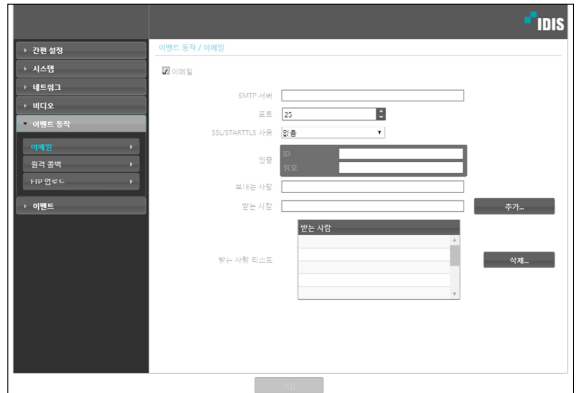 IDIS
간편 설정
시스템
네트워크
비디오
이벤트 동작
이메일
원격 콜백
FTP 업로드
이벤트
이벤트 동작 / 이메일
이메일
SMTP 서버
포트 25
SSL/STARTTLS 사용 없음
인증 ID
암호
보내는 사람
받는 사람 추가...
받는 사람
받는 사람 리스트 삭제...
저장